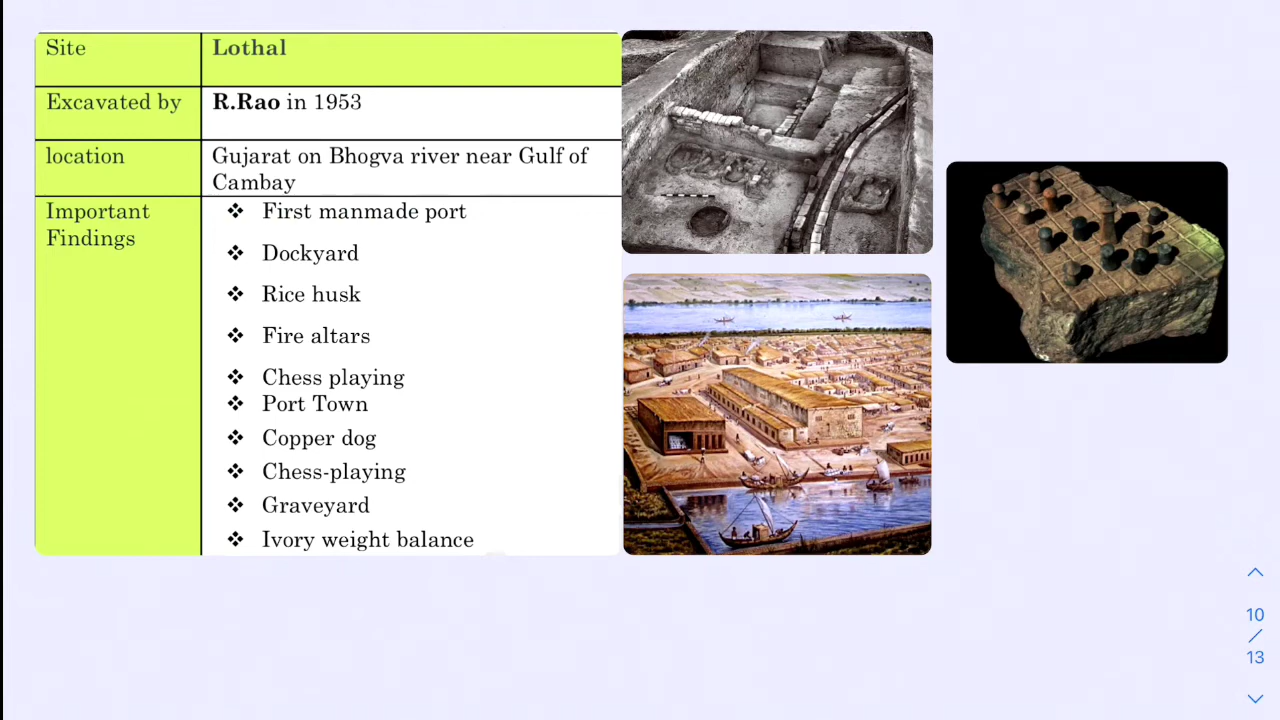 Site
Lothal
Excavated by
R.Rao in 1953
location
Gujarat on Bhogva river near Gulf of
Cambay
Important
Findings
❖ First manmade port
❖ Dockyard
❖ Rice husk
❖ Fire altars
❖ Chess playing
❖ Port Town
❖ Copper dog
❖ Chess-playing
❖ Graveyard
❖ Ivory weight balance
10
/
13